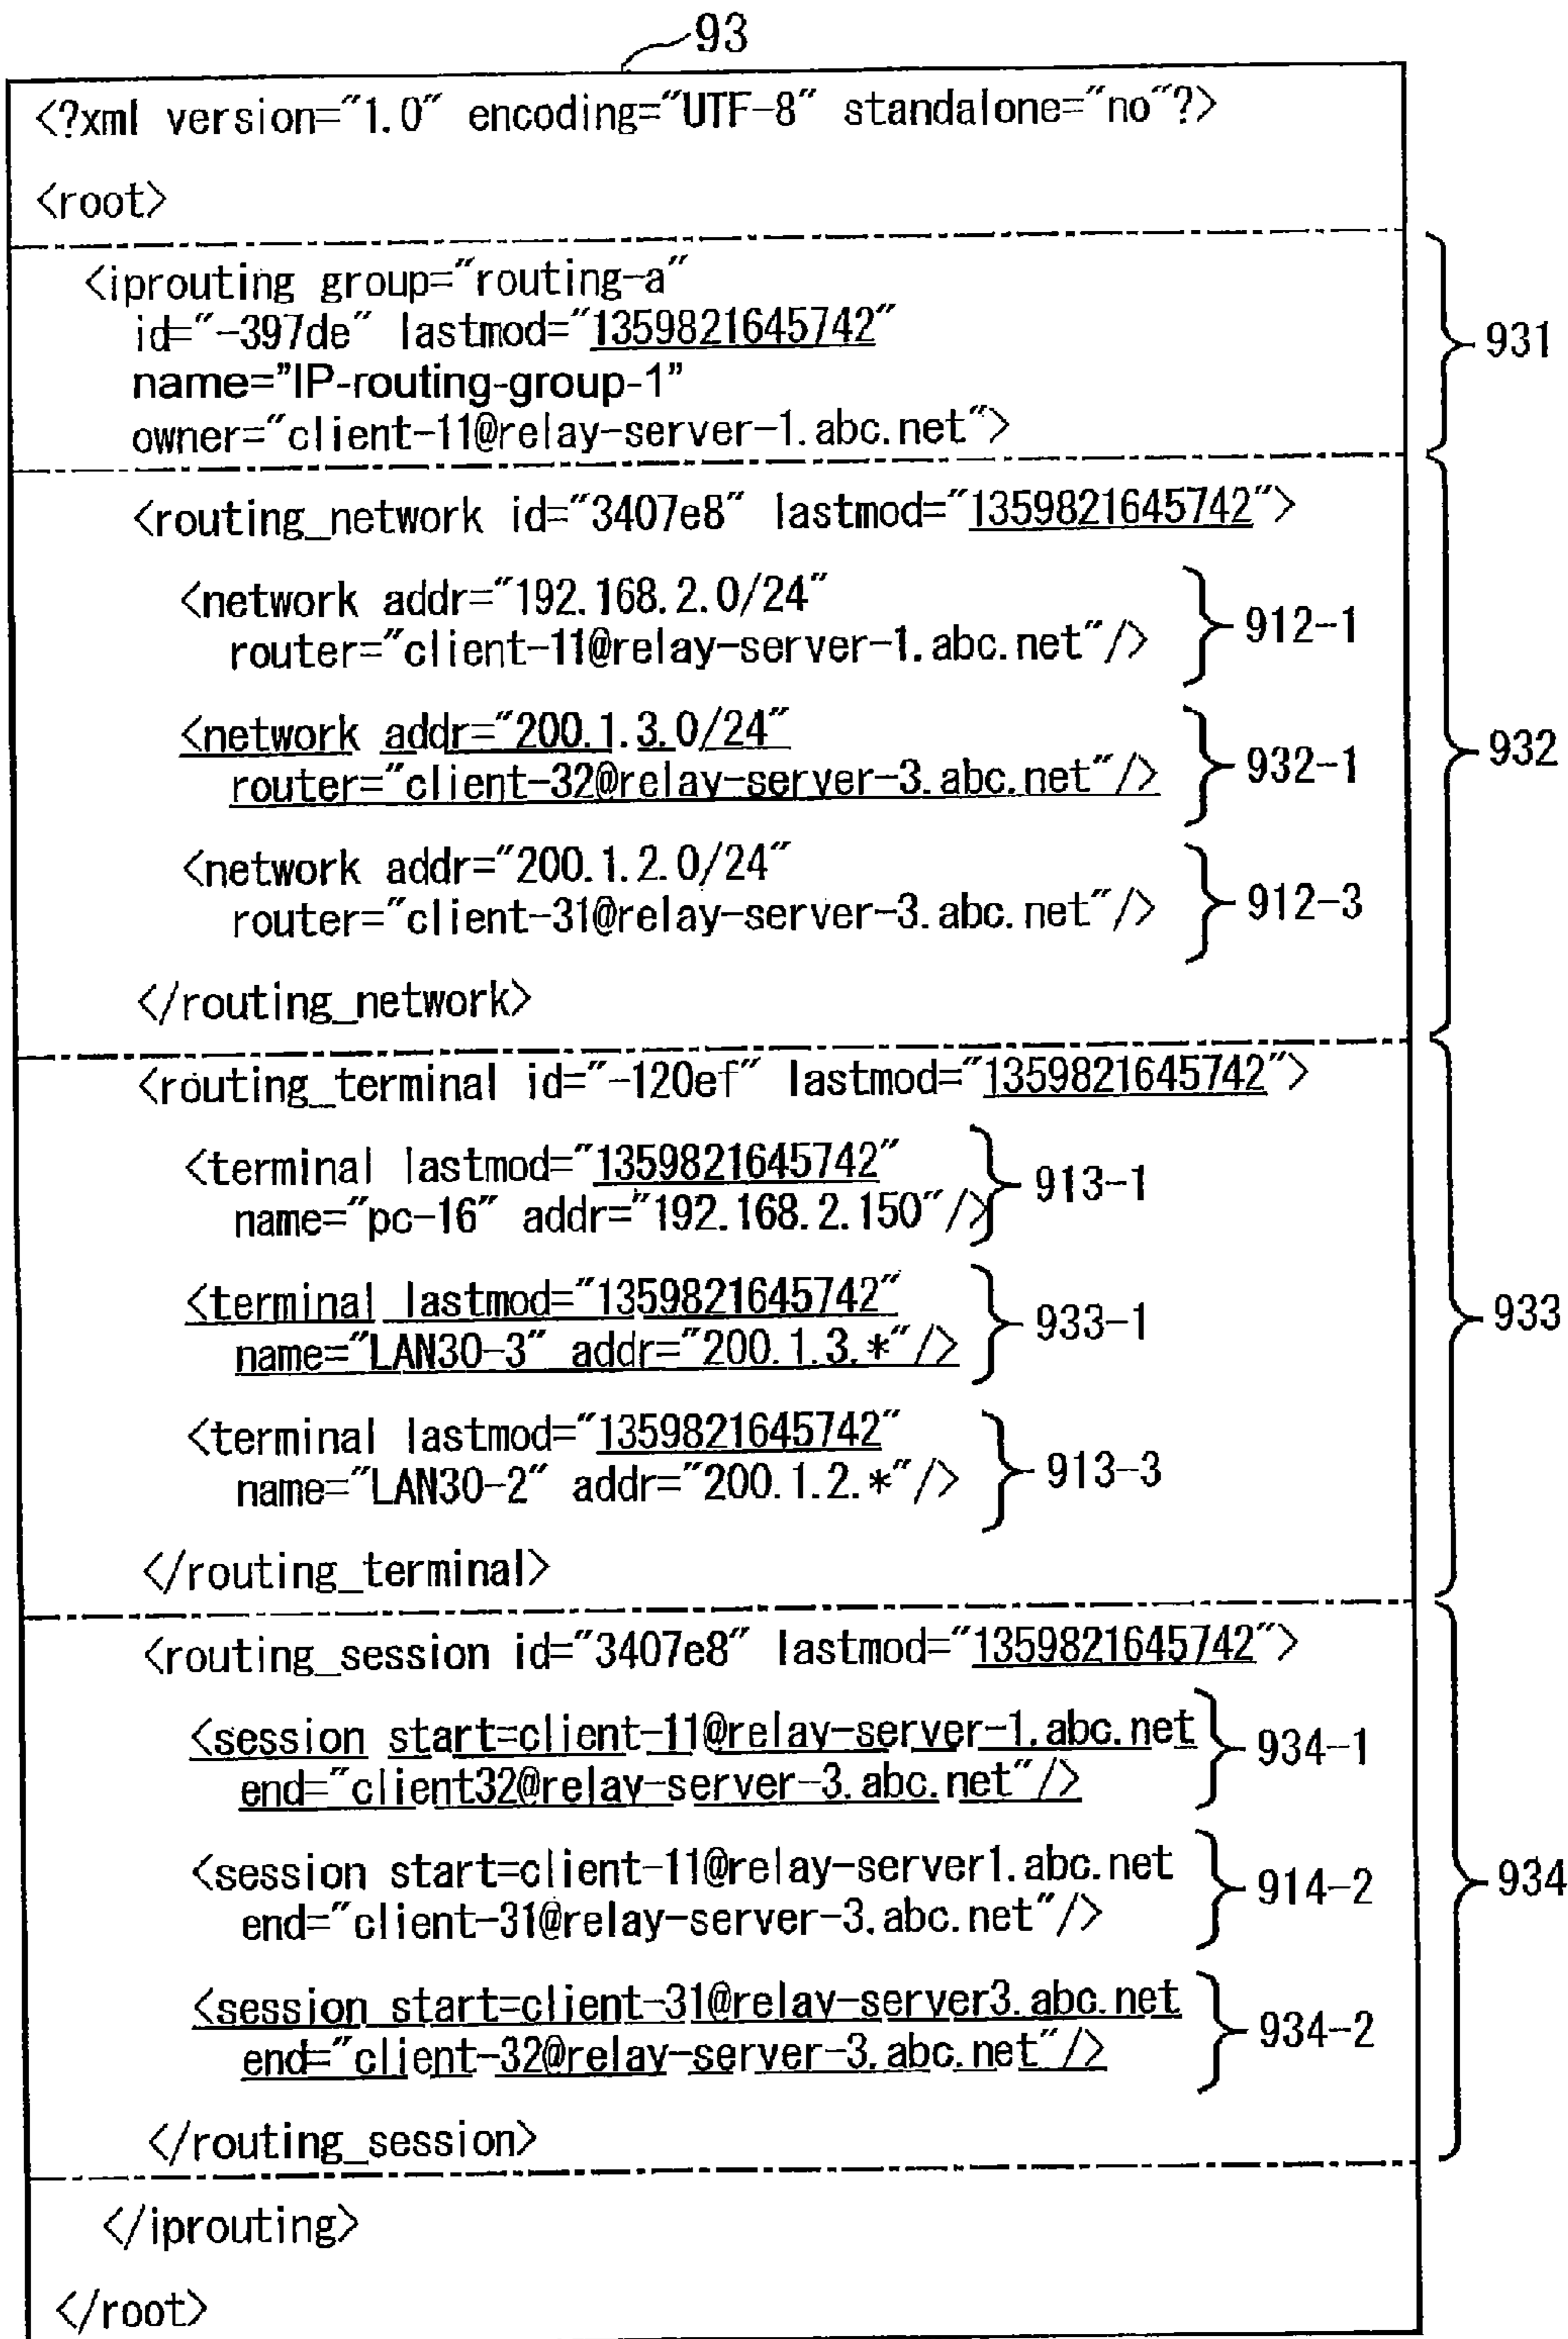 93
<?xml version="1.0" encoding="UTF-8" standalone="no"?>
<root>
<iprouting group="routing-a"
id="-397de" lastmod="1359821645742"
name="IP-routing-group-1"
owner="client-11@relay-server-1.abc.net">
931
<routing_network id="3407e8" lastmod="1359821645742">
<network addr="192.168.2.0/24"
router="client-11@relay-server-1.abc.net"/>
912-1
<network addr="200.1.3.0/24"
router="client-32@relay-server-3.abc.net"/>
932-1
932
<network addr="200.1.2.0/24"
router="client-31@relay-server-3.abc.net"/>
912-3
</routing_network>
<routing_terminal id="-120ef" lastmod="1359821645742">
<terminal lastmod="1359821645742"
name="pc-16" addr="192.168.2.150"/>
913-1
<terminal lastmod="1359821645742"
name="LAN30-3" addr="200.1.3.*"/>
933-1
933
<terminal lastmod="1359821645742"
name="LAN30-2" addr="200.1.2.*"/>
913-3
</routing_terminal>
<routing_session id="3407e8" lastmod="1359821645742">
<session start=client-11@relay-server-1.abc.net
end="client32@relay-server-3.abc.net"/>
934-1
<session start=client-11@relay-server1.abc.net
end="client-31@relay-server-3.abc.net"/>
914-2
934
<session start=client-31@relay-server3.abc.net
end="client-32@relay-server-3.abc.net"/>
934-2
</routing_session>
</iprouting>
</root>